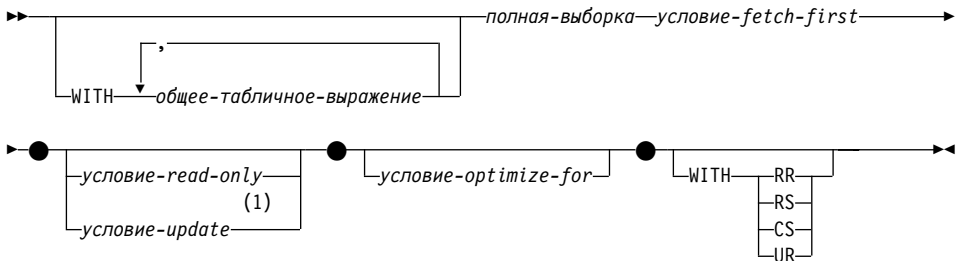 полная-выборка условие-fetch-first
,
WITH общее-табличное-выражение
условие-read-only условие-optimize-for WITH RR
(1) RS
условие-update CS
UR